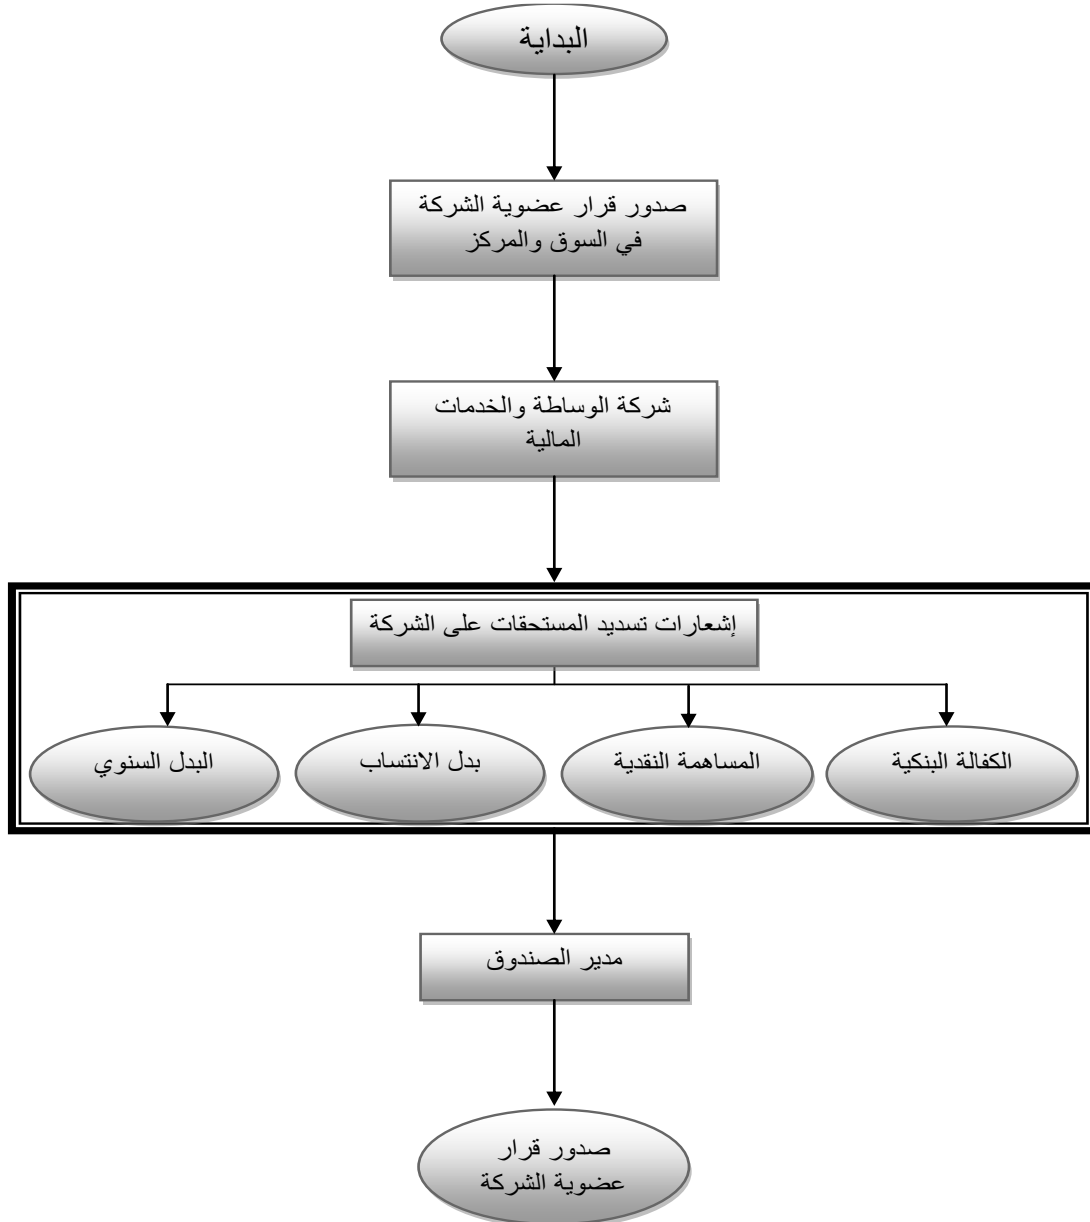 البداية
صدور قرار عضوية الشركة
في السوق والمركز
شركة الوساطة والخدمات
المالية
إشعارات تسديد المستحقات على الشركة
الكفالة البنكية
المساهمة النقدية
بدل الانتساب
البدل السنوي
مدير الصندوق
صدور قرار
عضوية الشركة